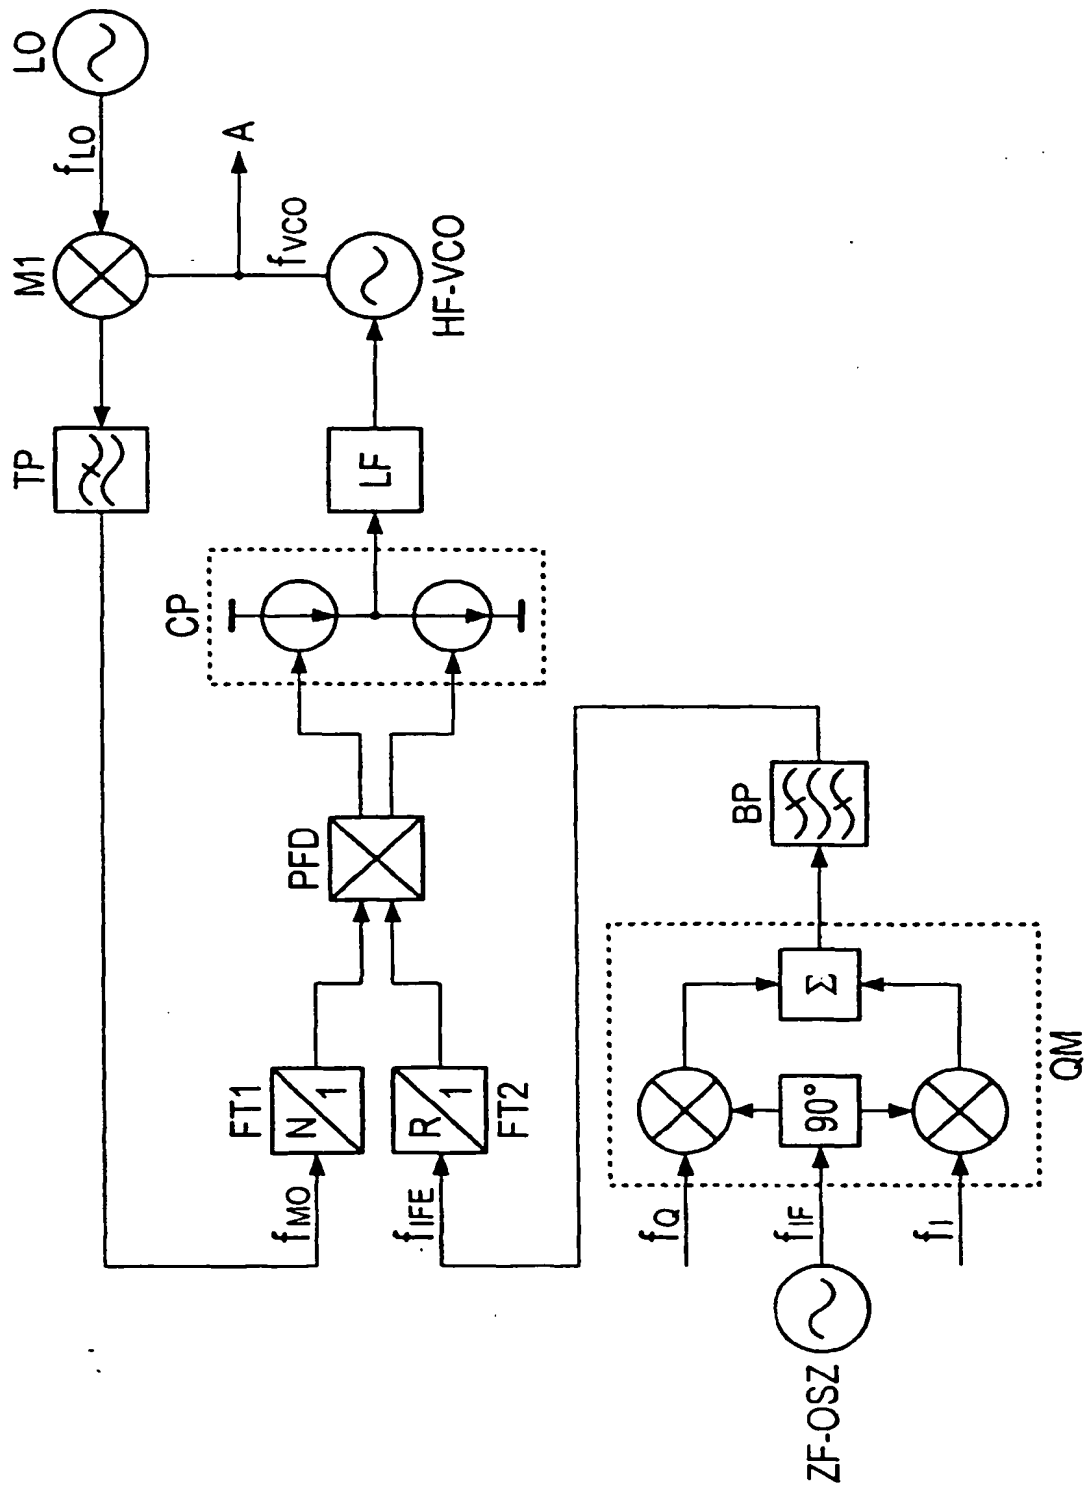 LO
fLO
M1
A
fVCO
HF-VCO
TP
LF
CP
PFD
BP
FT1
N
1
R
1
FT2
fMO
fIFE
Σ
90°
QM
fQ
fIF
fI
ZF-OSZ